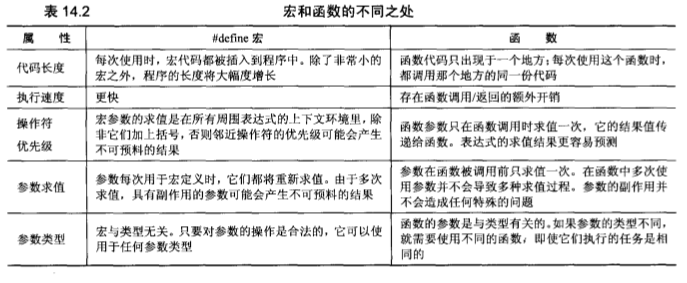 表 14.2 宏和函数的不同之处
属 性 #define 宏 函 数
代码长度
每次使用时，宏代码都被插入到程序中。除了非常小
的宏之外，程序的长度将大幅度增长
函数代码只出现于一个地方；每次使用这个函数时，
都调用那个地方的同一份代码
执行速度 更快 存在函数调用/返回的额外开销
操作符
优先级
宏参数的求值是在所有周围表达式的上下文环境里，除
非它们加上括号，否则邻近操作符的优先级可能会产生
不可预料的结果
函数参数只在函数调用时求值一次，它的结果值传
递给函数。表达式的求值结果更容易预测
参数求值
参数每次用于宏定义时，它们都将重新求值。由于多次
求值，具有副作用的参数可能会产生不可预料的结果
参数在函数被调用前只求值一次。在函数中多次使
用参数并不会导致多种求值过程。参数的副作用并
不会造成任何特殊的问题
参数类型
宏与类型无关。只要对参数的操作是合法的，它可以使
用于任何参数类型
函数的参数是与类型有关的。如果参数的类型不同，
就需要使用不同的函数，即使它们执行的任务是相
同的